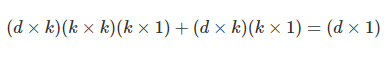 (d × k)(k × k)(k × 1) + (d × k)(k × 1) = (d × 1)